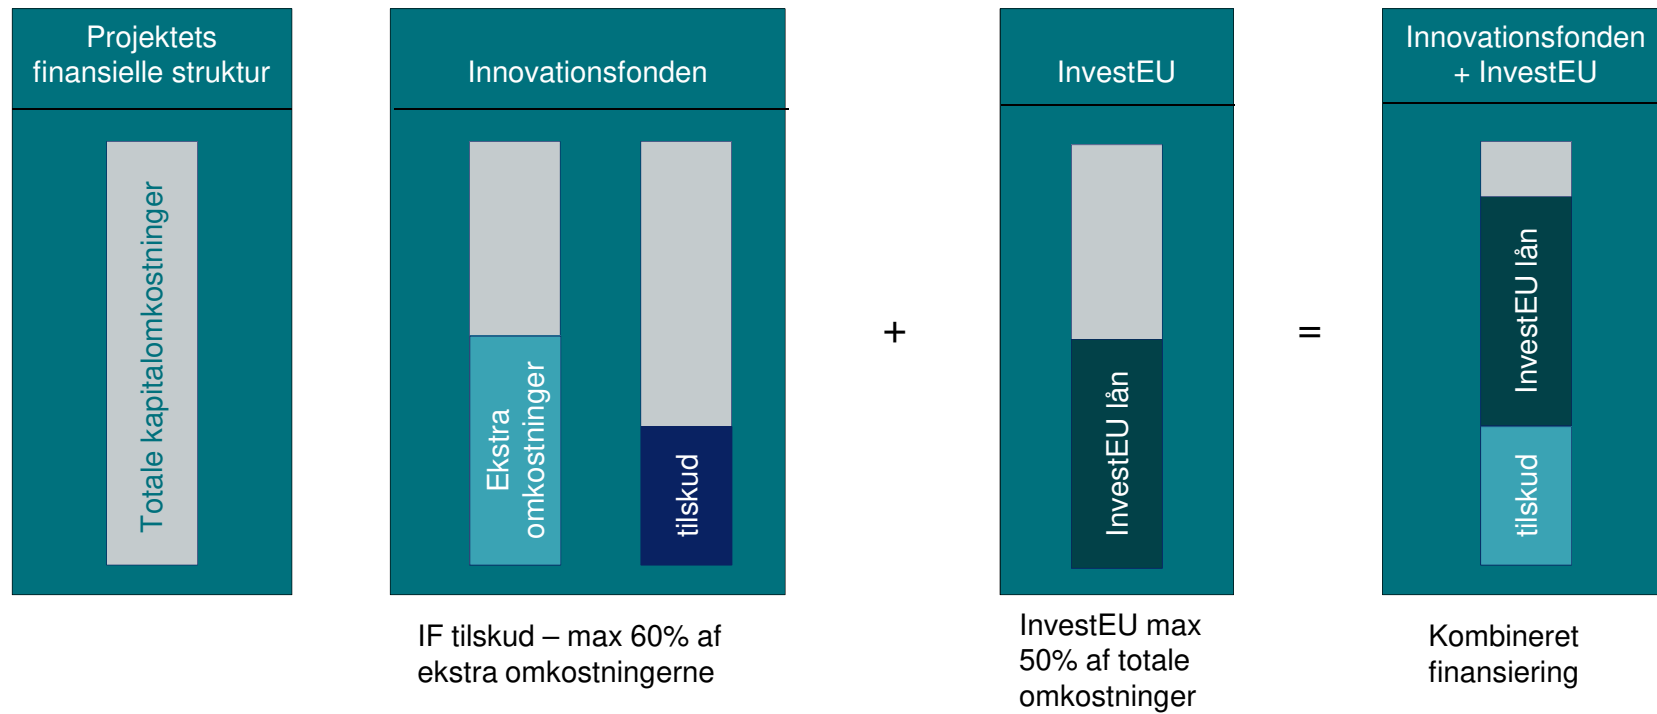 Projektets
finansielle struktur
Totale kapitalomkostninger
Innovationsfonden
Ekstra
omkostninger
tilskud
IF tilskud – max 60% af
ekstra omkostningerne
+
InvestEU
InvestEU lån
InvestEU max
50% af totale
omkostninger
=
Innovationsfonden
+ InvestEU
InvestEU lån
tilskud
Kombineret
finansiering